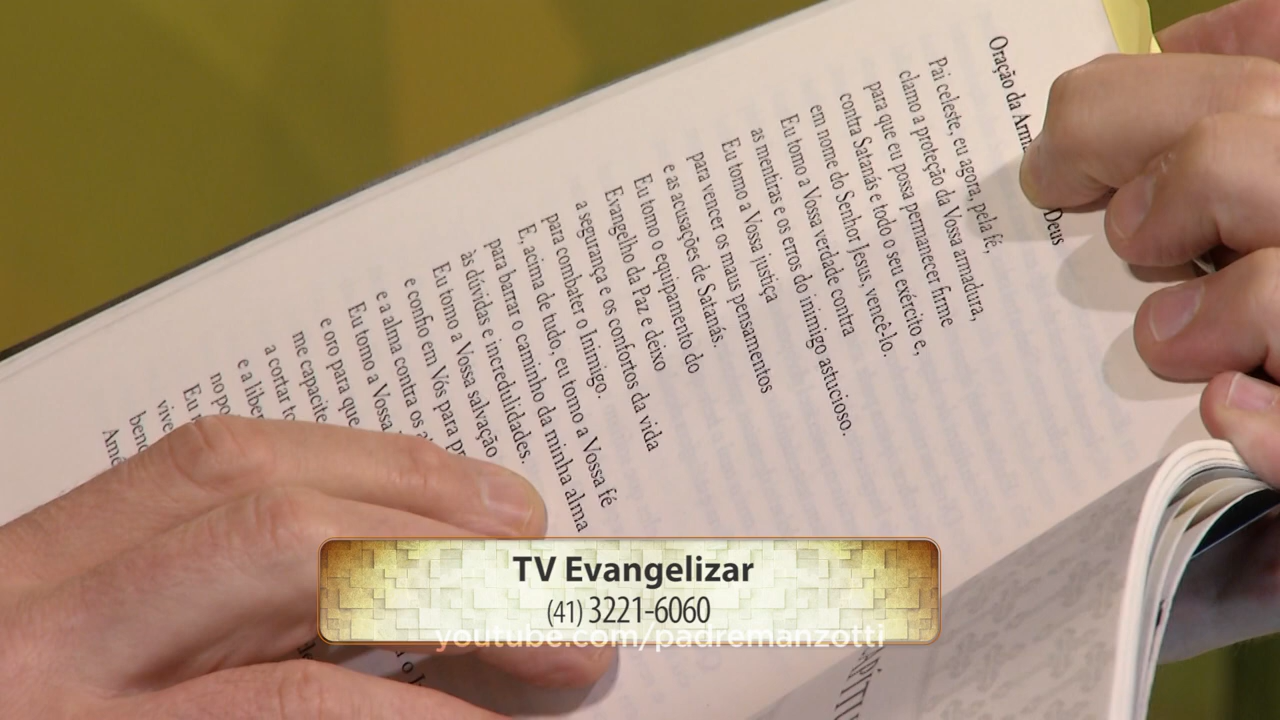 Oração da Deus
Pai celeste, eu agora, pela fé,
clamo a proteção da Vossa armadura,
para que eu possa permanecer firme
contra Satanás e todo o seu exército e,
em nome do Senhor Jesus, vencê-lo.
Eu tomo a Vossa verdade contra
as mentiras e os erros do inimigo astucioso.
Eu tomo a Vossa justiça
para vencer os maus pensamentos
e as acusações de Satanás.
Eu tomo o equipamento do
Evangelho da Paz e deixo
a segurança e os confortos da vida
para combater o Inimigo.
E, acima de tudo, eu tomo a Vossa fé
para barrar o caminho da minha alma
às dúvidas e incredulidades.
Eu tomo a Vossa salvação
e confio em Vós para
e a alma contra os
Eu tomo a Vossa
e oro para que
me capacite
a cortar
e a
no
Eu
TV Evangelizar
(41) 3221-6060
youtube.com/padremanzotti